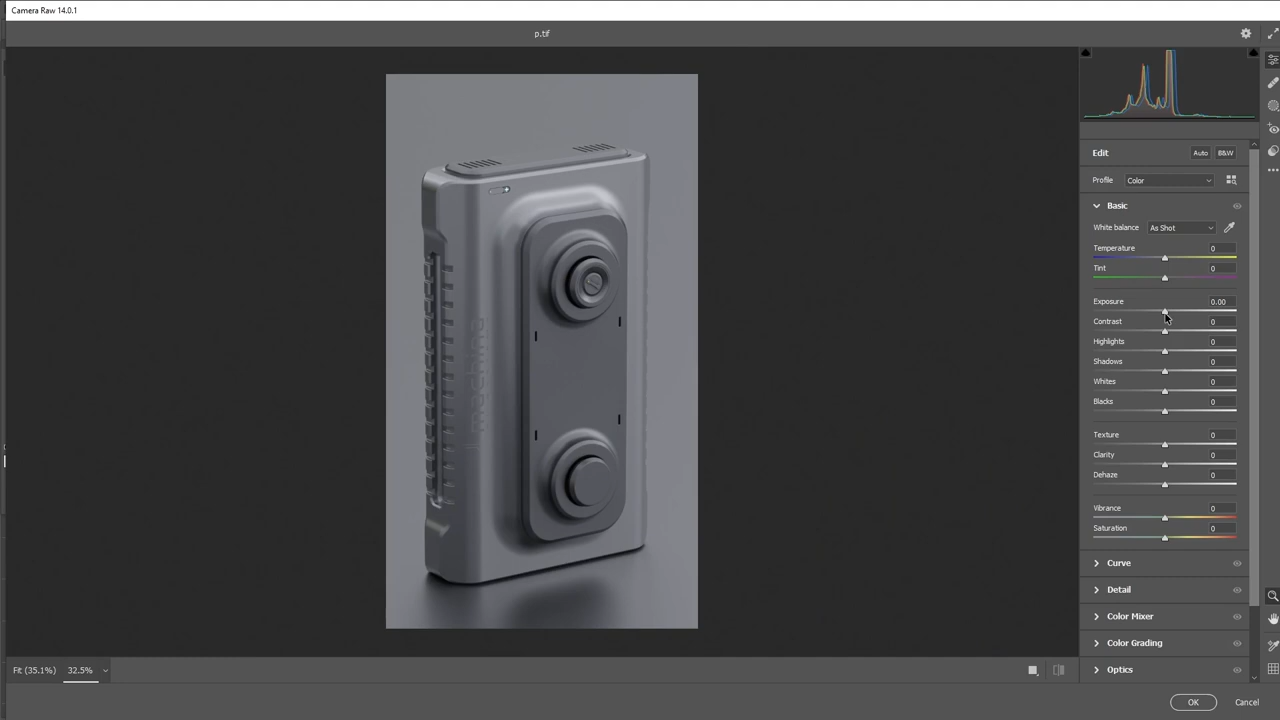 Camera Raw 14.0.1
p.tif
Edit
Auto
B&W
Profile
Color
Basic
White balance
As Shot
Temperature
0
Tint
0
Exposure
0.00
Contrast
0
Highlights
0
Shadows
0
Whites
0
Blacks
0
Texture
0
Clarity
0
Dehaze
0
Vibrance
0
Saturation
0
Curve
Detail
Color Mixer
Color Grading
Optics
machina
Fit (35.1%)
32.5%
OK
Cancel